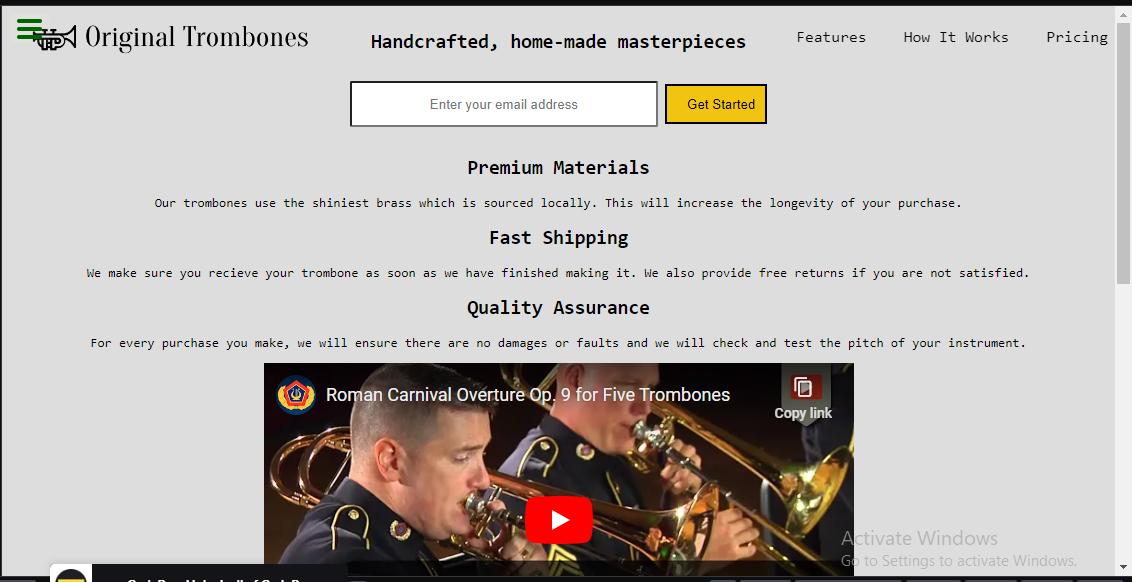 Original Trombones
Handcrafted, home-made masterpieces
Features How It Works Pricing
Enter your email address Get Started
Premium Materials
Our trombones use the shiniest brass which is sourced locally. This will increase the longevity of your purchase.
Fast Shipping
We make sure you recieve your trombone as soon as we have finished making it. We also provide free returns if you are not satisfied.
Quality Assurance
For every purchase you make, we will ensure there are no damages or faults and we will check and test the pitch of your instrument.
Roman Carnival Overture Op. 9 for Five Trombones
Copy link
Activate Windows
Go to Settings to activate Windows.